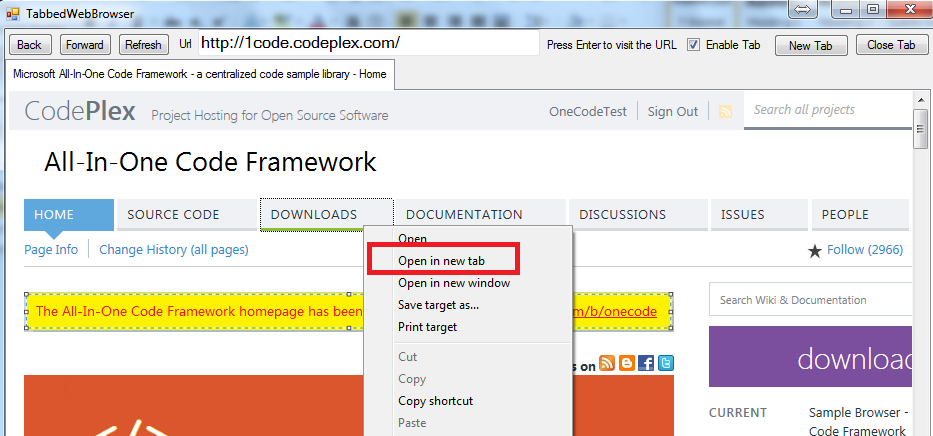 TabbedWebBrowser
Back Forward Refresh Url http://1code.codeplex.com/ Press Enter to visit the URL Enable Tab New Tab Close Tab
Microsoft All-In-One Code Framework - a centralized code sample library - Home
CodePlex Project Hosting for Open Source Software OneCodeTest Sign Out Search all projects
All-In-One Code Framework
HOME SOURCE CODE DOWNLOADS DOCUMENTATION DISCUSSIONS ISSUES PEOPLE
Page Info Change History (all pages) Follow (2966)
Open
Open in new tab
Open in new window
Save target as...
Print target
Cut
Copy
Copy shortcut
Paste
The All-In-One Code Framework homepage has been m/b/onecode
s on
</>
Search Wiki & Documentation
download
CURRENT Sample Browser -
Code Framework